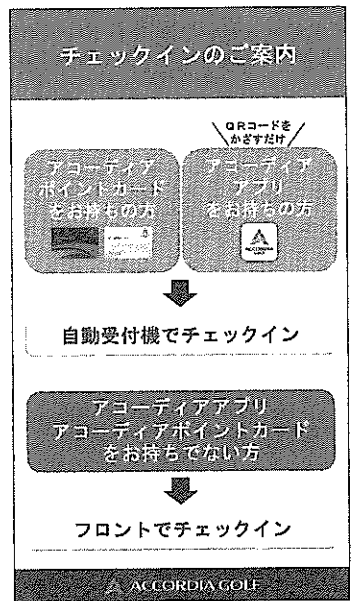 チェックインのご案内
QRコードを
かざすだけ
アコーディア
ポイントカード
をお持ちの方
アコーディア
アプリ
をお持ちの方
ACCORDIA
GOLF
自動受付機でチェックイン
アコーディアアプリ
アコーディアポイントカード
をお持ちでない方
フロントでチェックイン
ACCORDIA GOLF